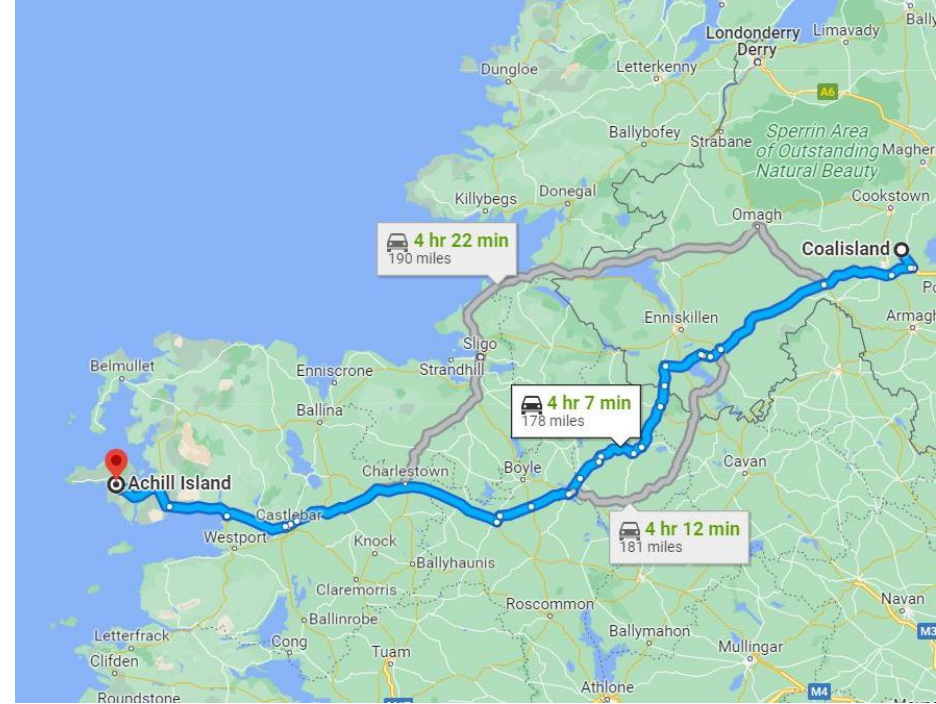 Londonderry
Derry
Limavady
Bally
Dungloe
Letterkenny
A6
Ballybofey
Strabane
Sperrin Area
of Outstanding
Natural Beauty
Magher
Killybegs
Donegal
Cookstown
Omagh
4 hr 22 min
190 miles
Coalisland
Enniskillen
Armagh
Sligo
Strandhill
Belmullet
Enniscrone
4 hr 7 min
178 miles
Ballina
Charlestown
Boyle
Cavan
Achill Island
Castlebar
Westport
Knock
4 hr 12 min
181 miles
Ballyhaunis
Claremorris
Roscommon
Navan
Ballinrobe
Letterfrack
Cong
Ballymahon
M3
Clifden
Tuam
Mullingar
Roundstone
Athlone
M4